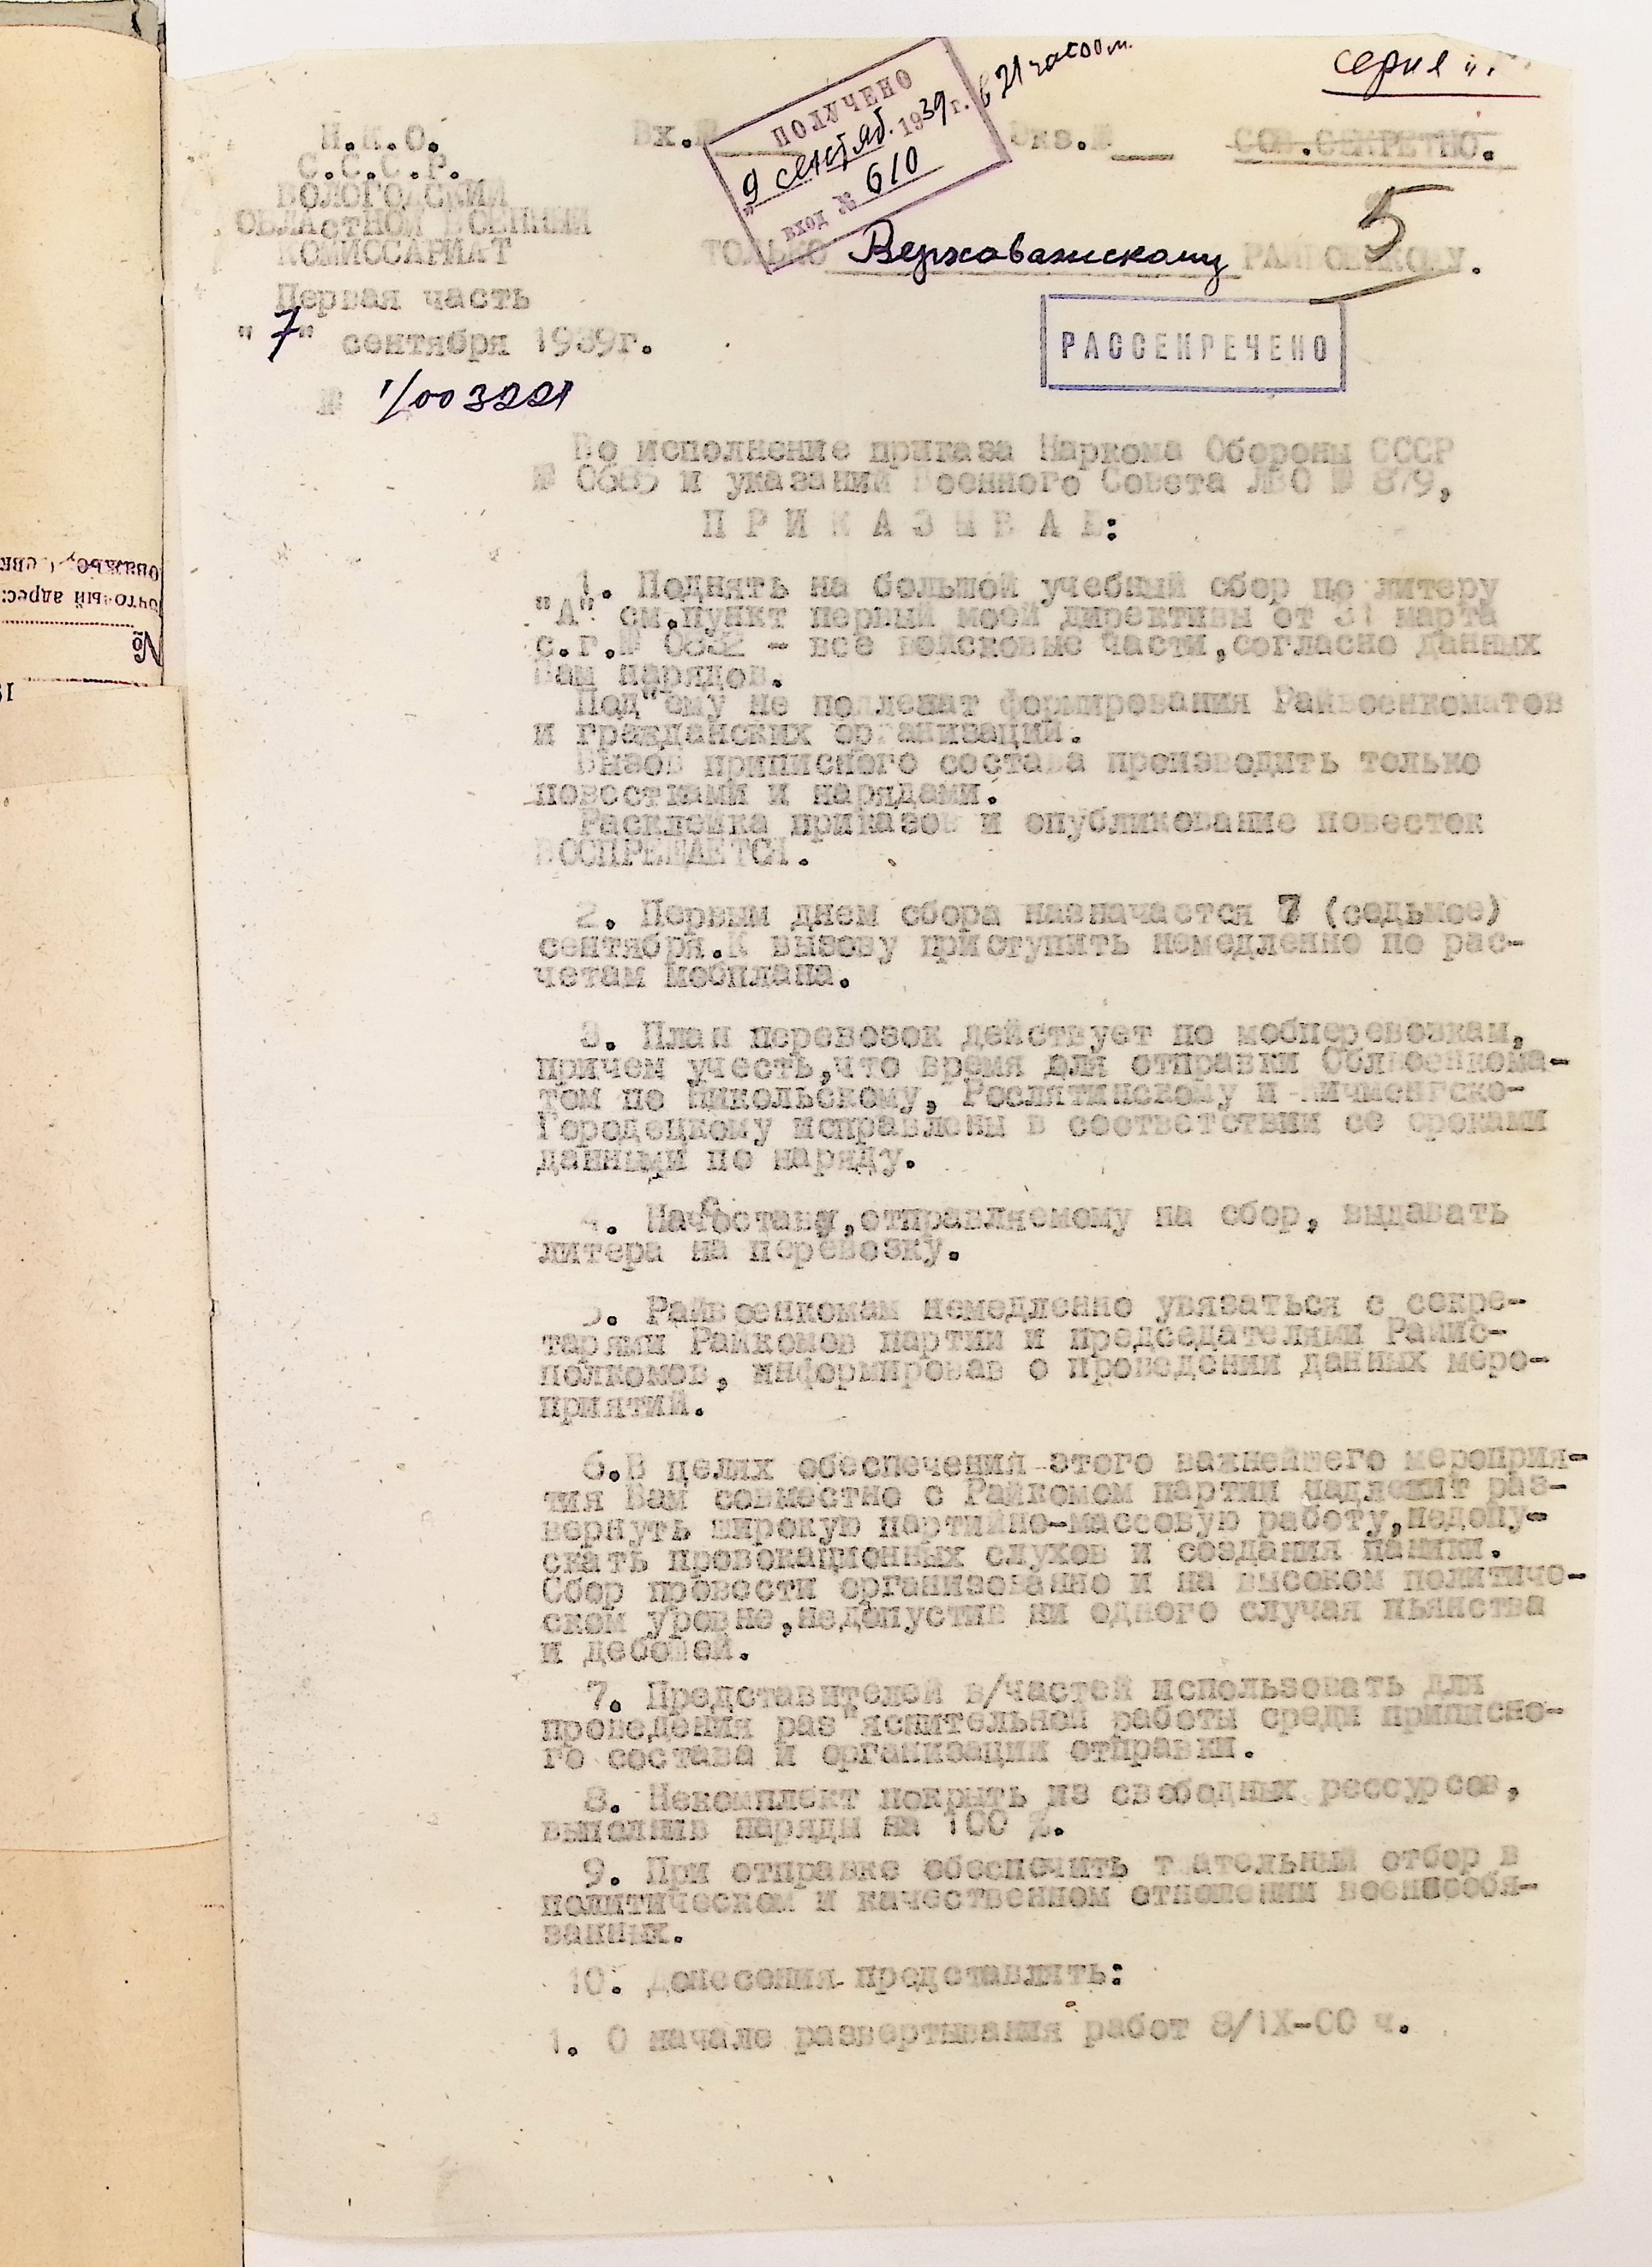 серия
Н.К.О.
С.С.С.Р.
ВОЛОГОДСКИЙ
ОБЛАСТНОЙ ВОЕННЫЙ
КОМИССАРИАТ
Первая часть
"7" сентября 1939г.
№ 1/003221
Вх.№
ПОЛУЧЕНО
"9 сентяб. 1939 г.
вход № 610
в 21 часоом.
Экз.№
СОВ.СЕКРЕТНО.
5
ТОЛЬКО Верховажскому РАЙВОЕНКОМУ.
РАССЕКРЕЧЕНО
Во исполнение приказа Наркома Обороны СССР
№ 0685 и указаний Военного Совета ЛВО № 879,
П Р И К А З Ы В А Ю:
1. Поднять на большой учебный сбор по литеру
"А" см.пункт первый моей директивы от 31 марта
с.г.№ 0832 - все войсковые части,согласно данных
Вам нарядов.
Под"ему не подлежат формирования Райвоенкоматов
и гражданских организаций.
Вызов приписного состава производить только
повестками и нарядами.
Расклейка приказов и опубликование повесток
ВОСПРЕЩАЕТСЯ.
2. Первым днем сбора назначается 7 (седьмое)
сентября.К вызову приступить немедленно по рас-
четам мобплана.
3. План перевозок действует по мобперевозкам,
причем учесть,что время для отправки Облвоенкома-
том по Никольскому, Рослятинскому и Кичменгско-
Городецкому исправлены в соответствии со сроками
данными по наряду.
4. Начсоставу,отправляемому на сбор, выдавать
литера на перевозку.
5. Райвоенкомам немедленно увязаться с секре-
тарями Райкомов партии и председателями Райис-
полкомов, информировав о проведении данных меро-
приятий.
6.В целях обеспечения этого важнейшего мероприя-
тия Вам совместно с Райкомом партии надлежит раз-
вернуть широкую партийно-массовую работу,недопу-
скать провокационных слухов и создания паники.
Сбор провести организованно и на высоком политиче-
ском уровне,недопустив ни одного случая пьянства
и дебошей.
7. Представителей в/частей использовать для
проведения раз"яснительной работы среди приписно-
го состава и организации отправки.
8. Некомплект покрыть из свободных рессурсов,
выполнив наряды на 100 %.
9. При отправке обеспечить тщательный отбор в
политическом и качественном отношении военнообя-
занных.
10. Донесения представлять:
1. О начале развертывания работ 8/IX-00 ч.